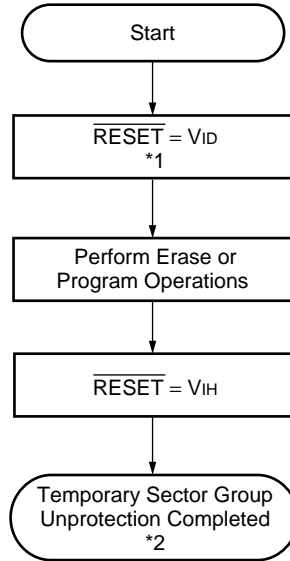 Start
RESET = VID
*1
Perform Erase or
Program Operations
RESET = VIH
Temporary Sector Group
Unprotection Completed
*2